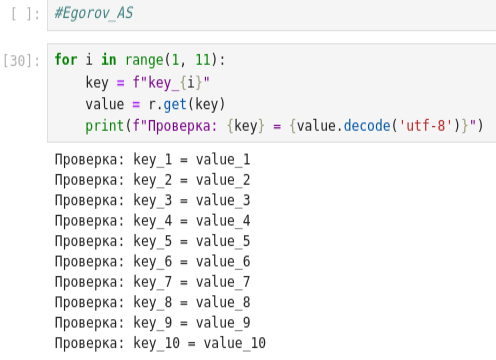 [ ]: #Egorov_AS
[30]: for i in range(1, 11):
    key = f"key_{i}"
    value = r.get(key)
    print(f"Проверка: {key} = {value.decode('utf-8')}")
Проверка: key_1 = value_1
Проверка: key_2 = value_2
Проверка: key_3 = value_3
Проверка: key_4 = value_4
Проверка: key_5 = value_5
Проверка: key_6 = value_6
Проверка: key_7 = value_7
Проверка: key_8 = value_8
Проверка: key_9 = value_9
Проверка: key_10 = value_10